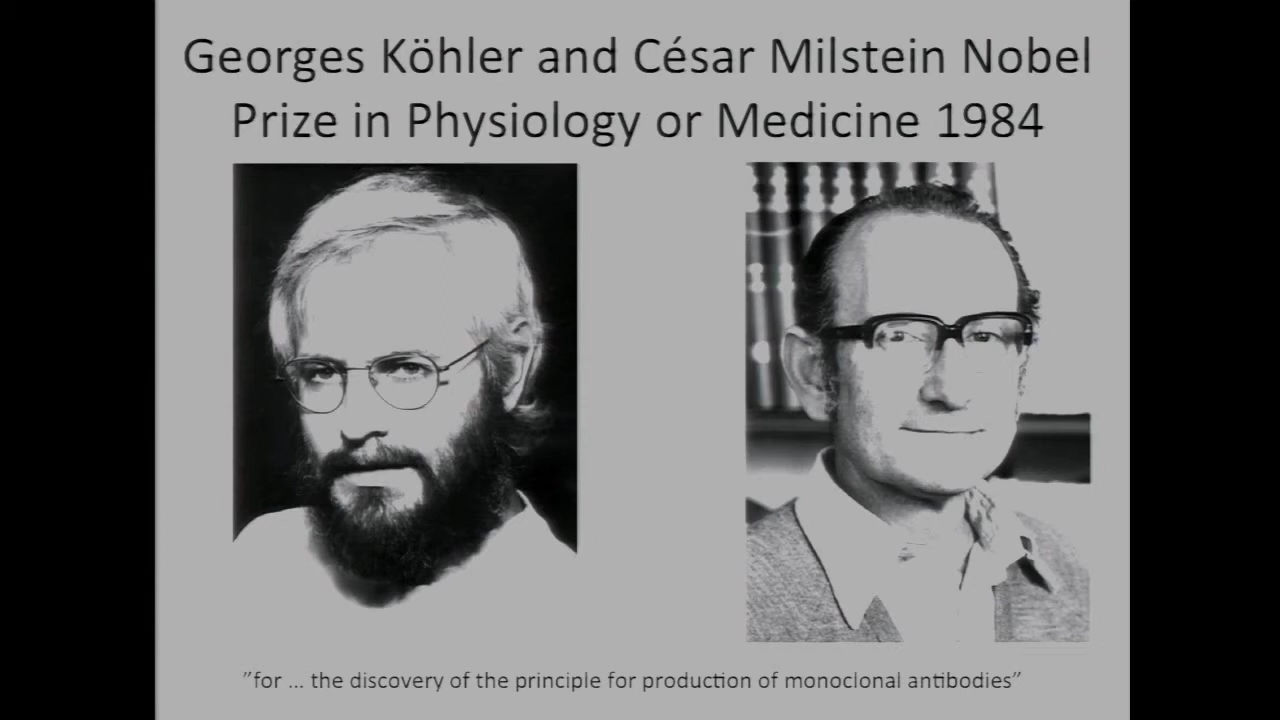 Georges Köhler and César Milstein Nobel
Prize in Physiology or Medicine 1984
”for ... the discovery of the principle for production of monoclonal antibodies”